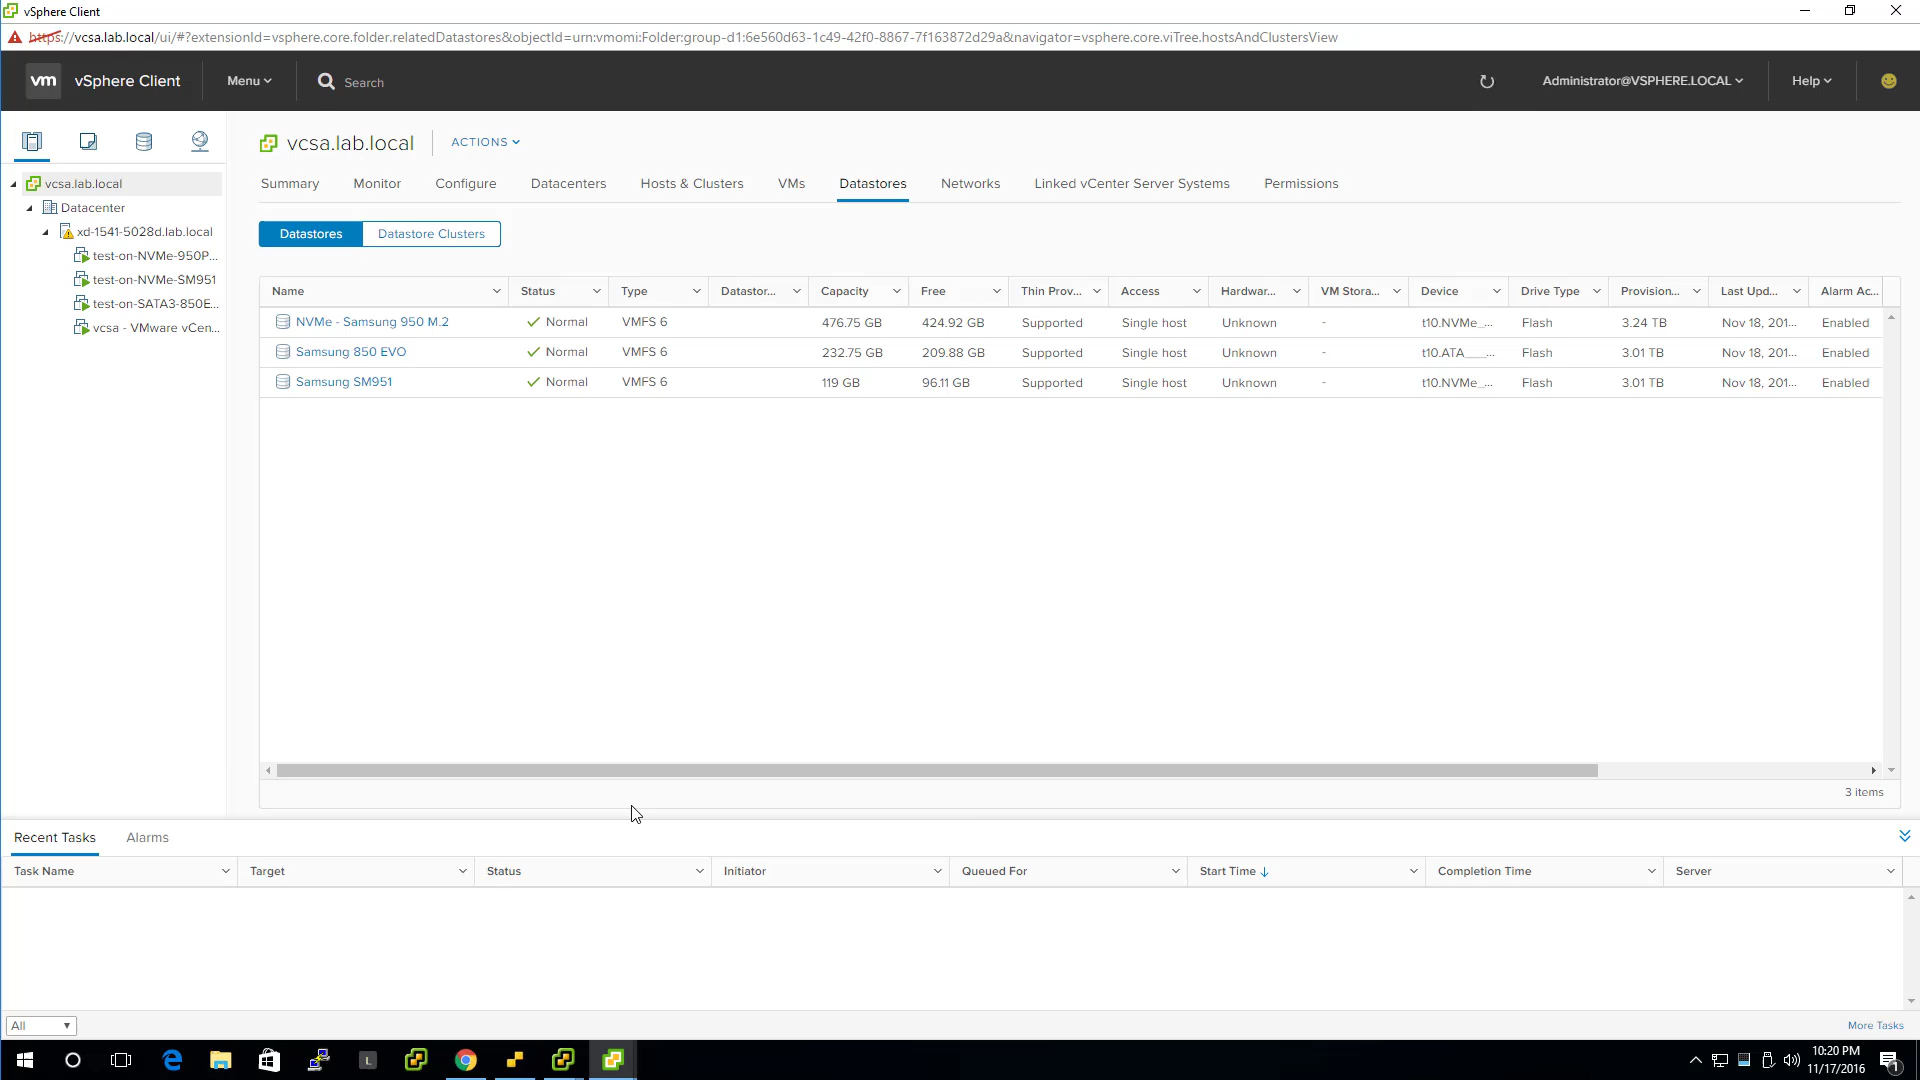 vSphere Client
https://vcsa.lab.local/ui/#?extensionId=vsphere.core.folder.relatedDatastores&objectId=urn:vmomi:Folder:group-d1:6e560d63-1c49-42f0-8867-7f163872d29a&navigator=vsphere.core.viTree.hostsAndClustersView
vm vSphere Client Menu Search Administrator@VSPHERE.LOCAL Help
vcsa.lab.local ACTIONS
Summary Monitor Configure Datacenters Hosts & Clusters VMs Datastores Networks Linked vCenter Server Systems Permissions
vcsa.lab.local
Datacenter
xd-1541-5028d.lab.local
test-on-NVMe-950P...
test-on-NVMe-SM951
test-on-SATA3-850E...
vcsa - VMware vCen...
Datastores Datastore Clusters
Name Status Type Datastor... Capacity Free Thin Prov... Access Hardwar... VM Stora... Device Drive Type Provision... Last Upd... Alarm Ac...
NVMe - Samsung 950 M.2 Normal VMFS 6 476.75 GB 424.92 GB Supported Single host Unknown - t10.NVMe_... Flash 3.24 TB Nov 18, 201... Enabled
Samsung 850 EVO Normal VMFS 6 232.75 GB 209.88 GB Supported Single host Unknown - t10.ATA___... Flash 3.01 TB Nov 18, 201... Enabled
Samsung SM951 Normal VMFS 6 119 GB 96.11 GB Supported Single host Unknown - t10.NVMe_... Flash 3.01 TB Nov 18, 201... Enabled
3 items
Recent Tasks Alarms
Task Name Target Status Initiator Queued For Start Time Completion Time Server
All More Tasks
L
10:20 PM
11/17/2016
1